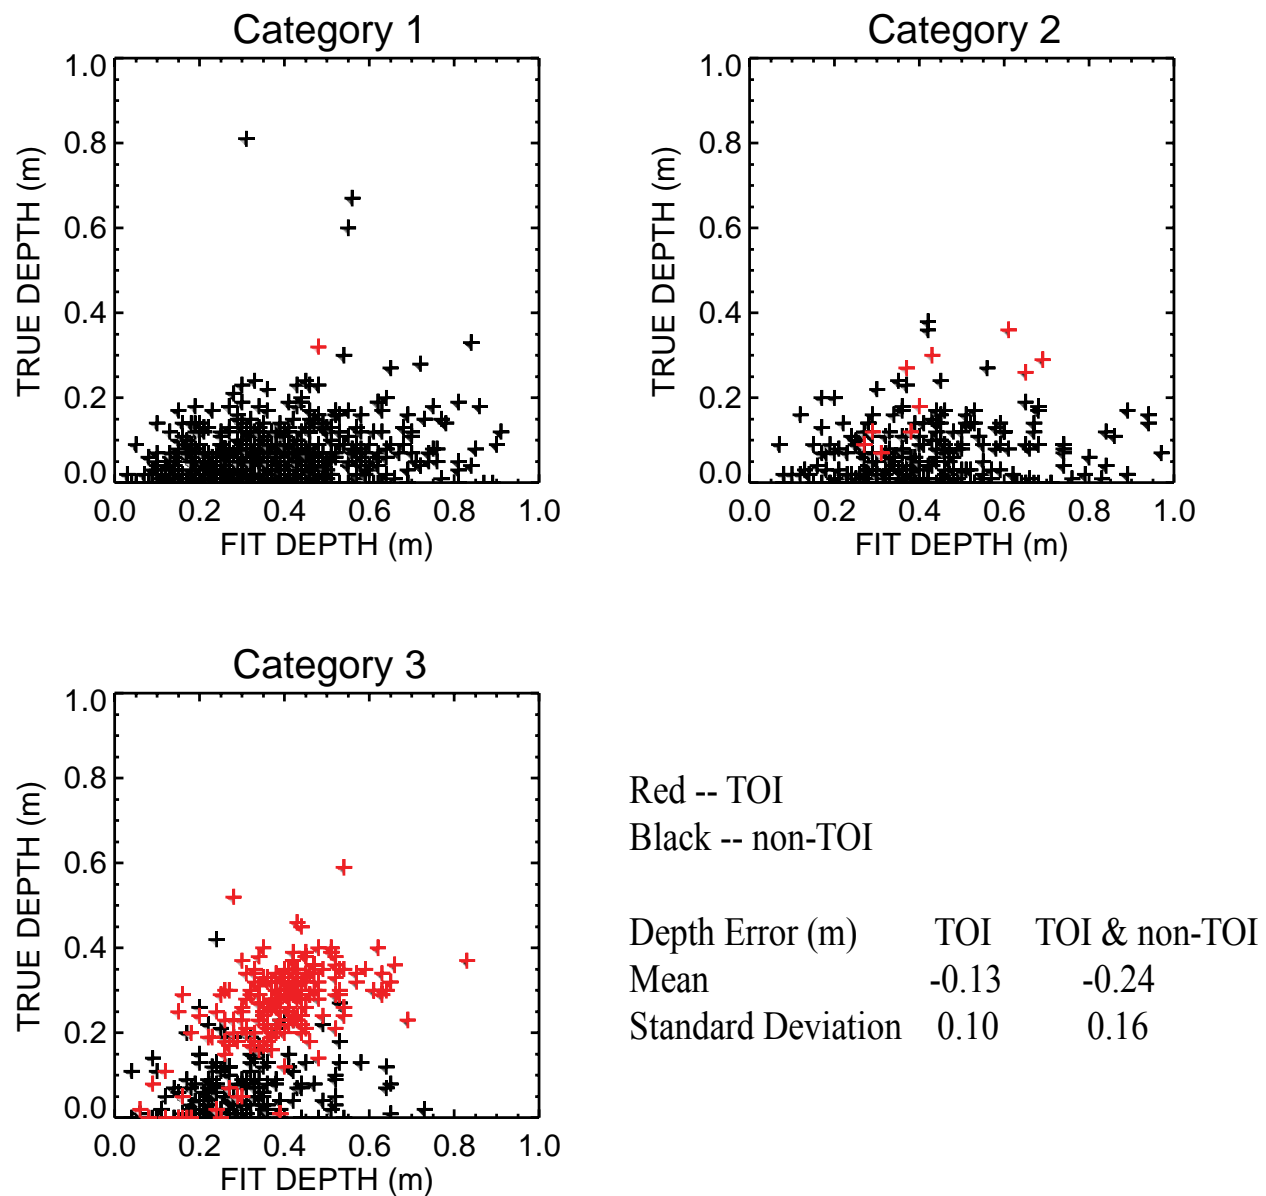 Category 1
1.0
0.8
0.6
0.4
0.2
0.0
TRUE DEPTH (m)
0.0 0.2 0.4 0.6 0.8 1.0
FIT DEPTH (m)
Category 2
1.0
0.8
0.6
0.4
0.2
0.0
TRUE DEPTH (m)
0.0 0.2 0.4 0.6 0.8 1.0
FIT DEPTH (m)
Category 3
1.0
0.8
0.6
0.4
0.2
0.0
TRUE DEPTH (m)
0.0 0.2 0.4 0.6 0.8 1.0
FIT DEPTH (m)
Red -- TOI
Black -- non-TOI
Depth Error (m) TOI TOI & non-TOI
Mean -0.13 -0.24
Standard Deviation 0.10 0.16